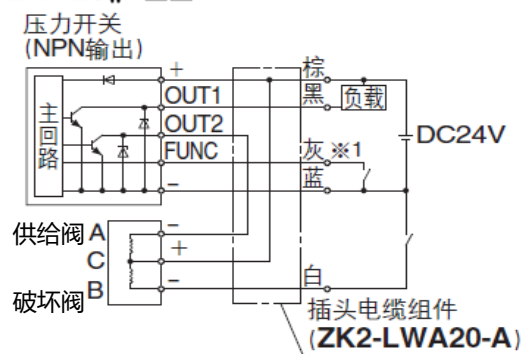 压力开关
(NPN输出)
+
棕
OUT1
黑
负载
主回路
OUT2
DC24V
FUNC
灰 ※1
−
蓝
供给阀 A
−
C
+
破坏阀 B
−
白
插头电缆组件
(ZK2-LWA20-A)